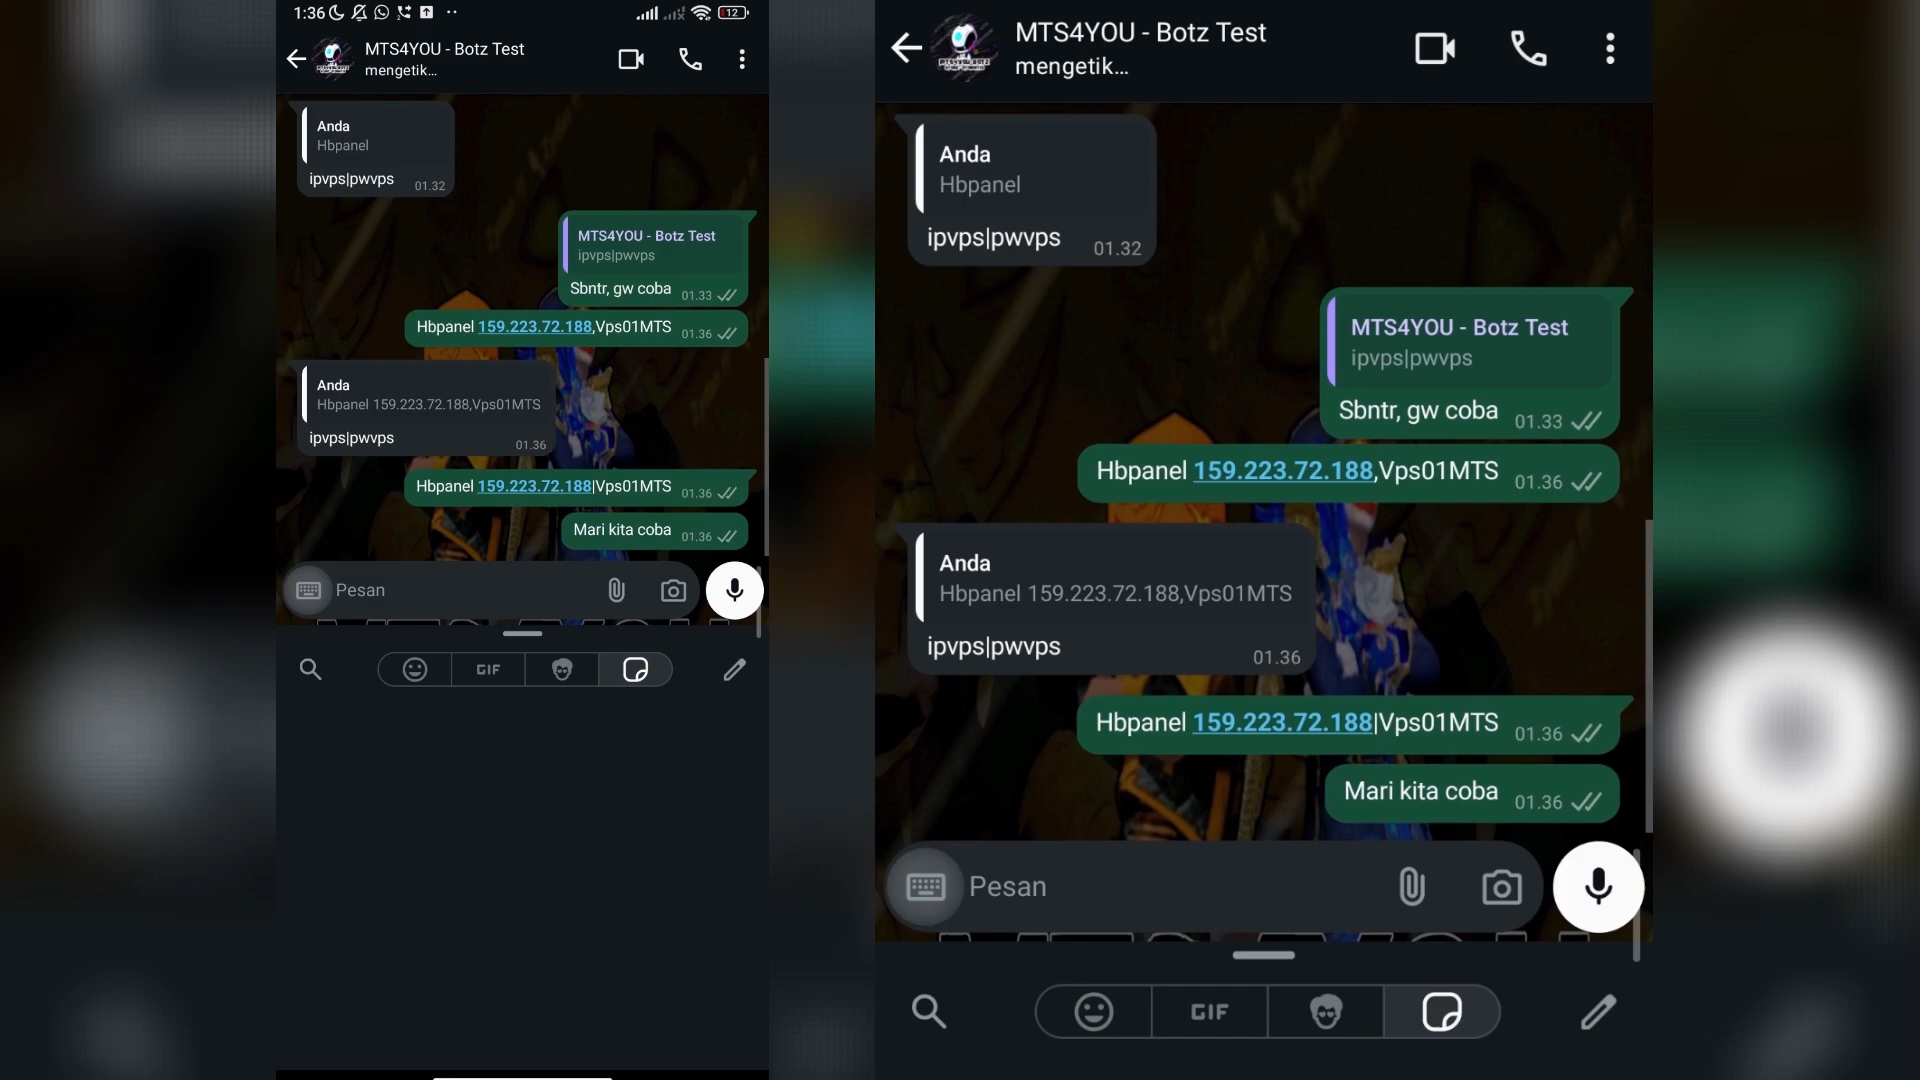 1:36
12
MTS4YOU - Botz Test
mengetik...
Anda
Hbpanel
ipvps|pwvps
01.32
MTS4YOU - Botz Test
ipvps|pwvps
Sbntr, gw coba
01.33
Hbpanel 159.223.72.188,Vps01MTS
01.36
Anda
Hbpanel 159.223.72.188,Vps01MTS
ipvps|pwvps
01.36
Hbpanel 159.223.72.188|Vps01MTS
01.36
Mari kita coba
01.36
Pesan
GIF
MTS4YOU - Botz Test
mengetik...
Anda
Hbpanel
ipvps|pwvps
01.32
MTS4YOU - Botz Test
ipvps|pwvps
Sbntr, gw coba
01.33
Hbpanel 159.223.72.188,Vps01MTS
01.36
Anda
Hbpanel 159.223.72.188,Vps01MTS
ipvps|pwvps
01.36
Hbpanel 159.223.72.188|Vps01MTS
01.36
Mari kita coba
01.36
Pesan
GIF